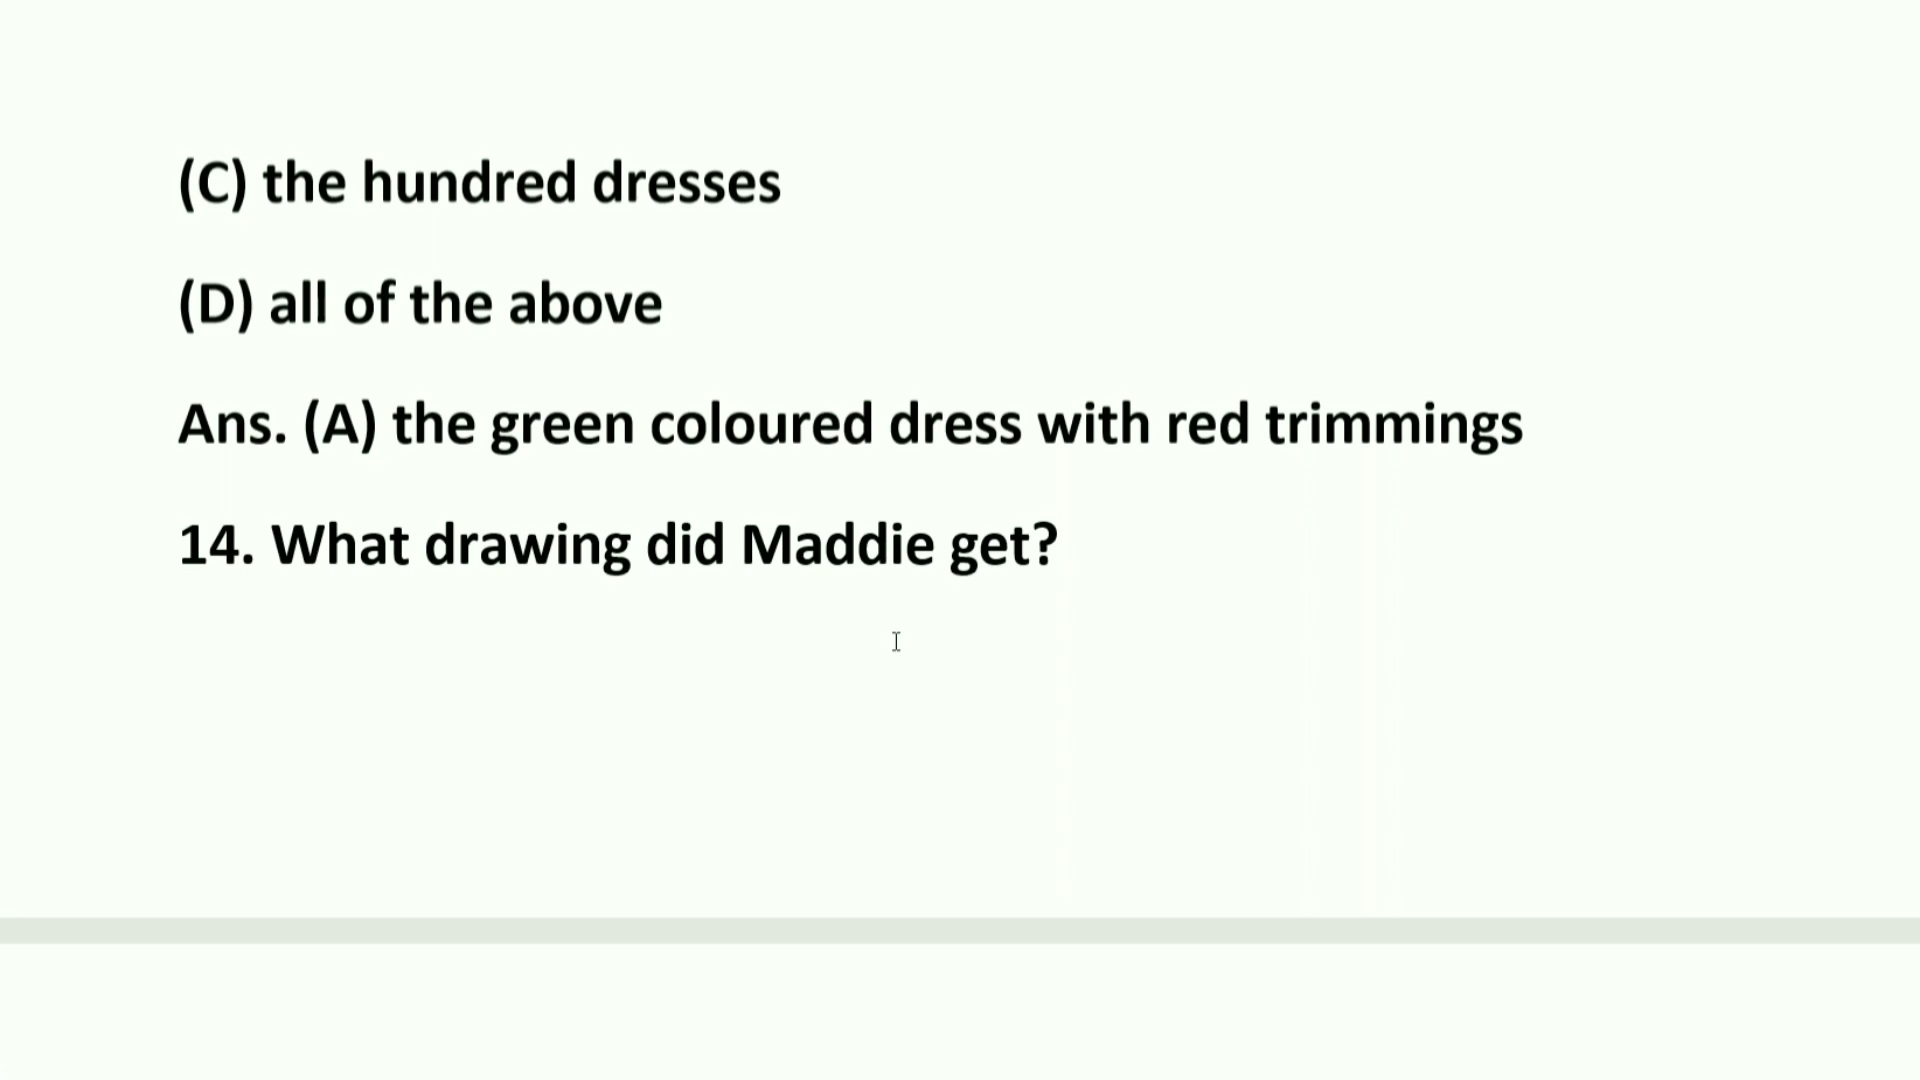 (C) the hundred dresses
(D) all of the above
Ans. (A) the green coloured dress with red trimmings
14. What drawing did Maddie get?